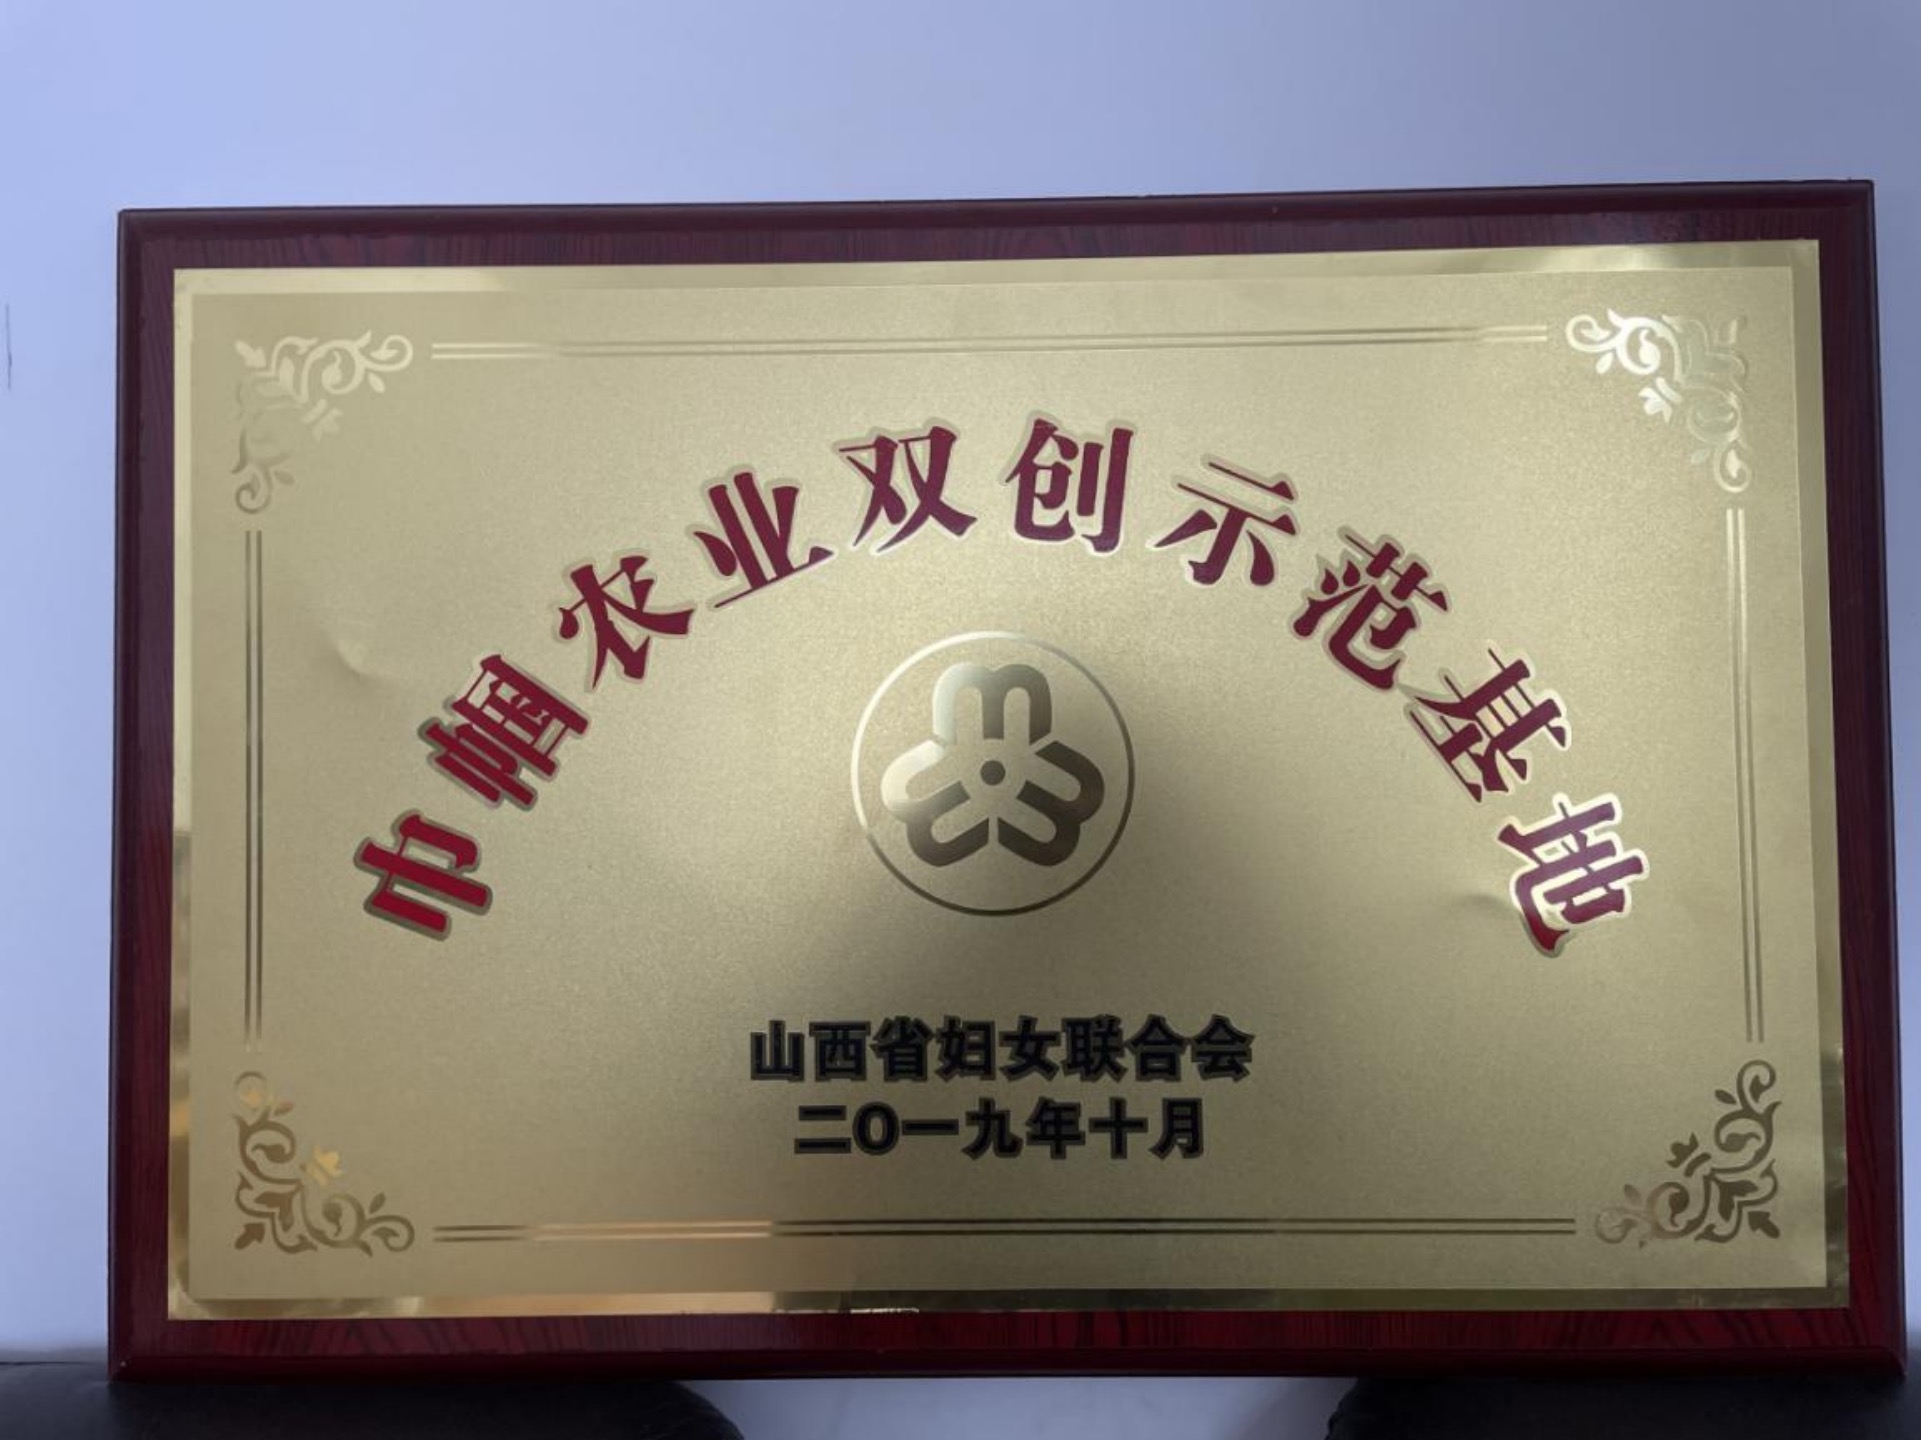 巾帼农业双创示范基地
山西省妇女联合会
二〇一九年十月